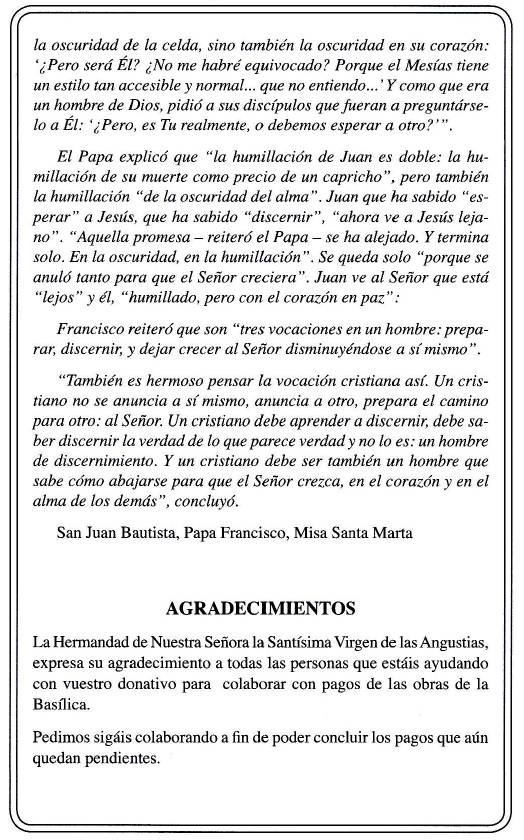 la oscuridad de la celda, sino también la oscuridad en su corazón:
‘¿Pero será Él? ¿No me habré equivocado? Porque el Mesías tiene
un estilo tan accesible y normal... que no entiendo...’ Y como que era
un hombre de Dios, pidió a sus discípulos que fueran a preguntárse-
lo a Él: ‘¿Pero, es Tu realmente, o debemos esperar a otro?’”.
El Papa explicó que “la humillación de Juan es doble: la hu-
millación de su muerte como precio de un capricho”, pero también
la humillación “de la oscuridad del alma”. Juan que ha sabido “es-
perar” a Jesús, que ha sabido “discernir”, “ahora ve a Jesús leja-
no”. “Aquella promesa – reiteró el Papa – se ha alejado. Y termina
solo. En la oscuridad, en la humillación”. Se queda solo “porque se
anuló tanto para que el Señor creciera”. Juan ve al Señor que está
“lejos” y él, “humillado, pero con el corazón en paz”:
Francisco reiteró que son “tres vocaciones en un hombre: prepa-
rar, discernir, y dejar crecer al Señor disminuyéndose a sí mismo”.
“También es hermoso pensar la vocación cristiana así. Un cris-
tiano no se anuncia a sí mismo, anuncia a otro, prepara el camino
para otro: al Señor. Un cristiano debe aprender a discernir, debe sa-
ber discernir la verdad de lo que parece verdad y no lo es: un hombre
de discernimiento. Y un cristiano debe ser también un hombre que
sabe cómo abajarse para que el Señor crezca, en el corazón y en el
alma de los demás”, concluyó.
San Juan Bautista, Papa Francisco, Misa Santa Marta
AGRADECIMIENTOS
La Hermandad de Nuestra Señora la Santísima Virgen de las Angustias,
expresa su agradecimiento a todas las personas que estáis ayudando
con vuestro donativo para colaborar con pagos de las obras de la
Basílica.
Pedimos sigáis colaborando a fin de poder concluir los pagos que aún
quedan pendientes.